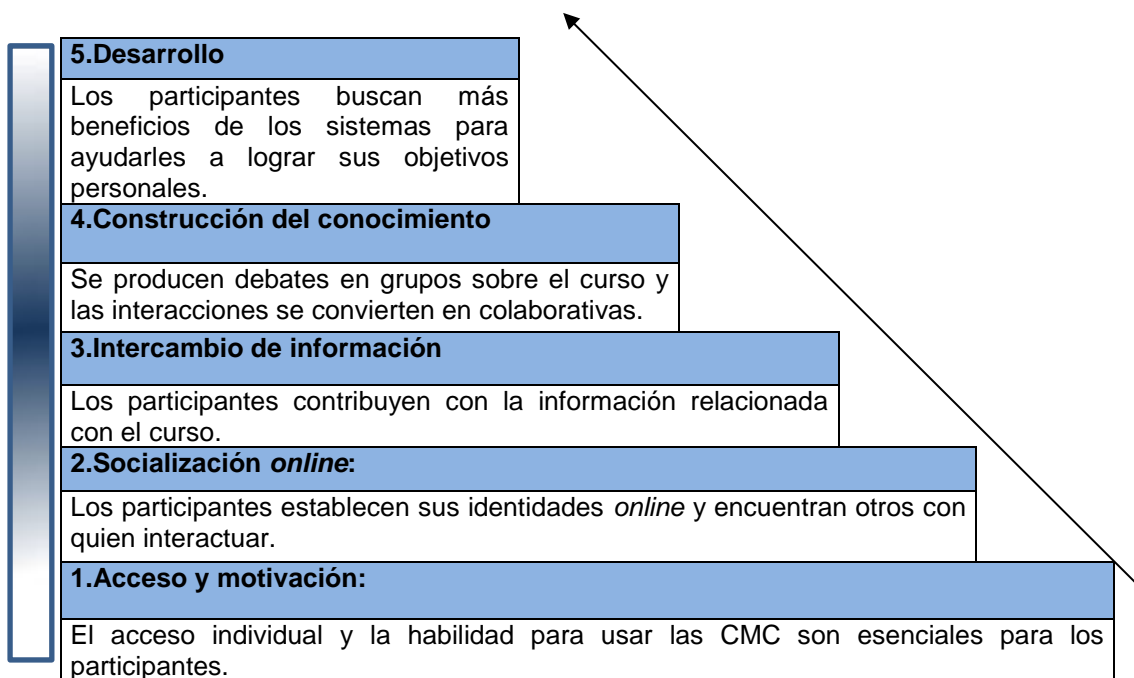 5.Desarrollo
Los participantes buscan más
beneficios de los sistemas para
ayudarles a lograr sus objetivos
personales.
4.Construcción del conocimiento
Se producen debates en grupos sobre el curso y
las interacciones se convierten en colaborativas.
3.Intercambio de información
Los participantes contribuyen con la información relacionada
con el curso.
2.Socialización online:
Los participantes establecen sus identidades online y encuentran otros con
quien interactuar.
1.Acceso y motivación:
El acceso individual y la habilidad para usar las CMC son esenciales para los
participantes.